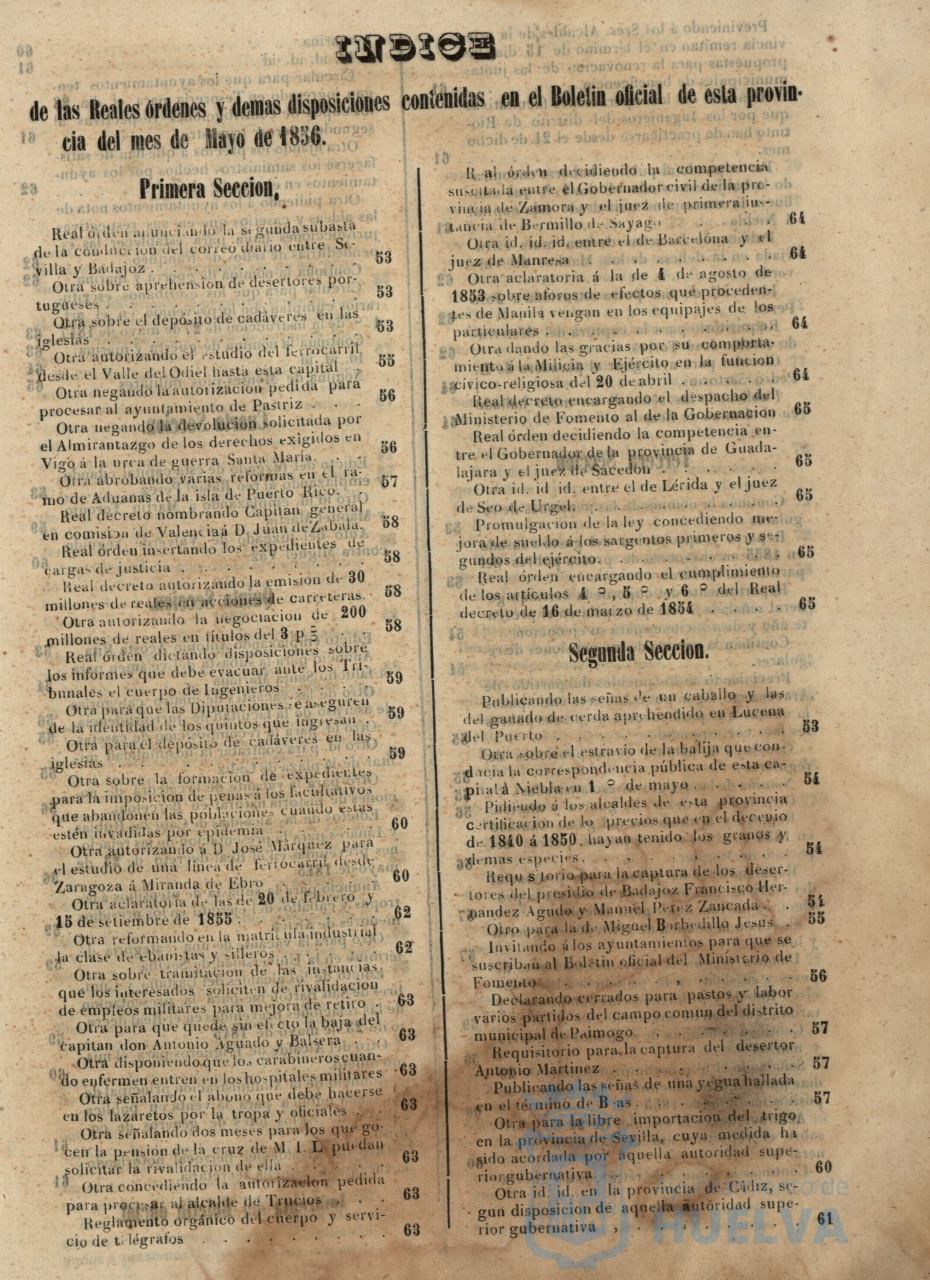 INDICE
de las Reales órdenes y demas disposiciones contenidas en el Boletin oficial de esta provin-
cia del mes de Mayo de 1856.
Primera Seccion,
Real órden anunciando la segunda subasta
de la conduccion del correo diario entre Se-
villa y Badajoz . . . . . . . 53
Otra sobre aprehension de desertores por-
tugueses . . . . . . . . 53
Otra sobre el depósito de cadáveres en las
iglesias . . . . . . . . 53
Otra autorizando el estudio del ferrocarril
desde el Valle del Odiel hasta esta capital . 55
Otra negando la autorizacion pedida para
procesar al ayuntamiento de Pastriz . . . 56
Otra negando la devolucion solicitada por
el Almirantazgo de los derechos exigidos en
Vigo á la urca de guerra Santa Maria. . . 56
Otra abrobando varias reformas en el ra-
mo de Aduanas de la isla de Puerto Rico. . 57
Real decreto nombrando Capitan general
en comision de Valencia á D Juan de Zabala. 58
Real órden insertando los expedientes de
cargas de justicia . . . . . . . 58
Real decreto autorizando la emision de 30
millones de reales en acciones de carreteras. 58
Otra autorizando la negociacion de 200
millones de reales en titulos del 3 p . . 58
Real órden dictando disposiciones sobre
los informes que debe evacuar ante los Tri-
bunales el cuerpo de Ingenieros . . . . 59
Otra para que las Diputaciones se aseguren
de la identidad de los quintos que ingresan . 59
Otra para el depósito de cadáveres en las
iglesias . . . . . . . . 59
Otra sobre la formacion de expedientes
para la imposicion de penas á los facultativos
que abandonen las poblaciones cuando estas
estén invadidas por epidemia . . . . 60
Otra autorizando á D José Márquez para
el estudio de una linea de ferrocarril desde
Zaragoza á Miranda de Ebro . . . . 60
Otra aclaratoria de las de 20 de febrero y
15 de setiembre de 1855 . . . . . 62
Otra reformando en la matricula industrial
la clase de ebanistas y silleros . . . . 62
Otra sobre tramitacion de las instancias
que los interesados soliciten de rivalidacion
de empleos militares para mejora de retiro . 63
Otra para que quede sin efecto la baja del
capitan don Antonio Aguado y Balsera . . 63
Otra disponiendo que los carabineros cuan-
do enfermen entren en los hospitales militares 63
Otra señalando el abono que debe hacerse
en los lazaretos por la tropa y oficiales . . 63
Otra señalando dos meses para los que go-
cen la pension de la cruz de M I. L puedan
solicitar la rivalidacion de ella . . . . 63
Otra concediendo la autorizacion pedida
para procesar al alcalde de Trucios . . . 63
Reglamento orgánico del cuerpo y servi-
cio de telégrafos . . . . . . . 63
Real órden decidiendo la competencia
suscitada entre el Gobernador civil de la pro-
vincia de Zamora y el juez de primera ins-
tancia de Bermillo de Sayago . . . . 64
Otra id. id. id. entre el de Barcelona y el
juez de Manresa . . . . . . . 64
Otra aclaratoria á la de 4 de agosto de
1853 sobre aforos de efectos que proceden-
tes de Manila vengan en los equipajes de los
particulares . . . . . . . . 64
Otra dando las gracias por su comporta-
miento á la Milicia y Ejército en la funcion
cívico-religiosa del 20 de abril . . . . . 64
Real decreto encargando el despacho del
Ministerio de Fomento al de la Gobernacion 65
Real órden decidiendo la competencia en-
tre el Gobernador de la provincia de Guada-
lajara y el juez de Sacedon . . . . . 65
Otra id. id id. entre el de Lérida y el juez
de Seo de Urgel. . . . . . . . 65
Promulgacion de la ley concediendo me-
jora de sueldo á los sargentos primeros y se-
gundos del ejército. . . . . . . . 65
Real órden encargando el cumplimiento
de los articulos 4 º , 5 º y 6 º del Real
decreto de 16 de marzo de 1854 . . . . 65
Segunda Seccion.
Publicando las señas de un caballo y las
del ganado de cerda aprehendido en Lucena
del Puerto . . . . . . . . 53
Otra sobre el estravio de la balija que con-
ducia la correspondencia pública de esta ca-
pital á Niebla en 1 º de mayo . . . . . 54
Pidiendo á los alcaldes de esta provincia
certificacion de lo precios que en el decenio
de 1840 á 1850. hayan tenido los granos y
demas especies. . . . . . . . 54
Requisitorio para la captura de los deser-
tores del presidio de Badajoz Francisco Her-
nandez Agudo y Manuel Perez Zancada. . . 54
Otro para la de Miguel Barbedillo Jesus . 55
Invitando á los ayuntamientos para que se
suscriban al Boletin oficial del Ministerio de
Fomento . . . . . . . . 56
Declarando cerrados para pastos y labor
varios partidos del campo comun del distrito
municipal de Paimogo. . . . . . 57
Requisitorio para la captura del desertor
Antonio Martinez . . . . . . . 57
Publicando las señas de una yegua hallada
en el término de B as . . . . . . 57
Otra para la libre importacion del trigo
en la provincia de Sevilla, cuya medida ha
sido acordada por aquella autoridad supe-
rior gubernativa . . . . . . . 60
Otra id. id. en la provincia de Cádiz, se-
gun disposicion de aquella autoridad supe-
rior gubernativa . . . . . . . 61
HUELVA